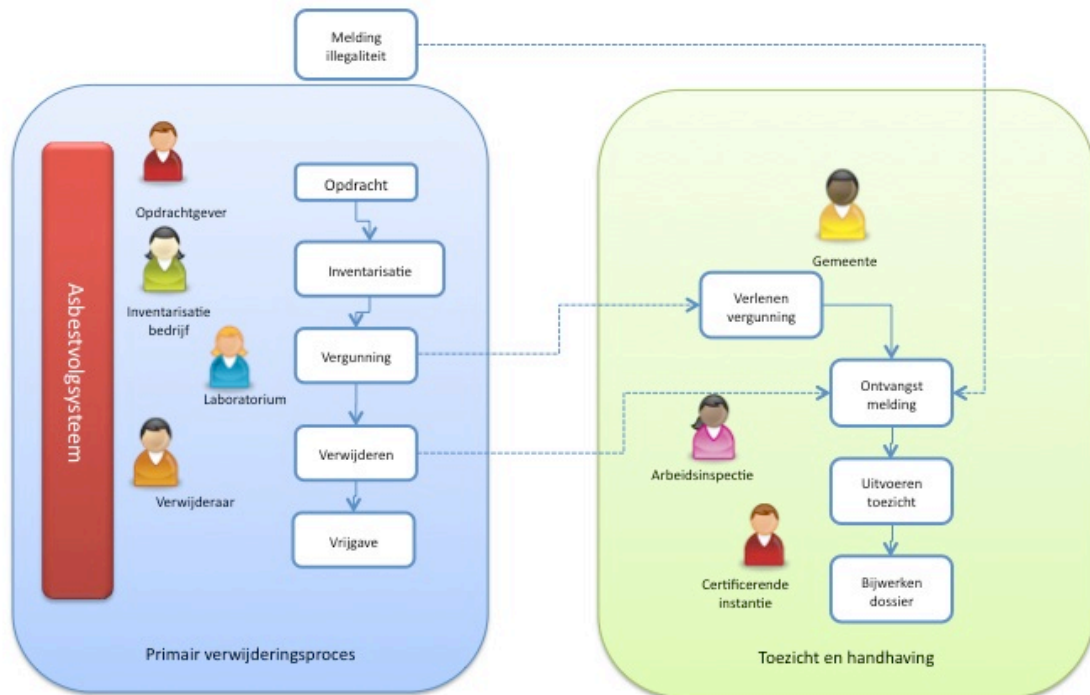 Melding
illegaliteit
Asbestvolgsysteem
Opdrachtgever
Inventarisatie
bedrijf
Laboratorium
Verwijderaar
Opdracht
Inventarisatie
Vergunning
Verwijderen
Vrijgave
Primair verwijderingsproces
Gemeente
Verlenen
vergunning
Ontvangst
melding
Arbeidsinspectie
Uitvoeren
toezicht
Certificerende
instantie
Bijwerken
dossier
Toezicht en handhaving